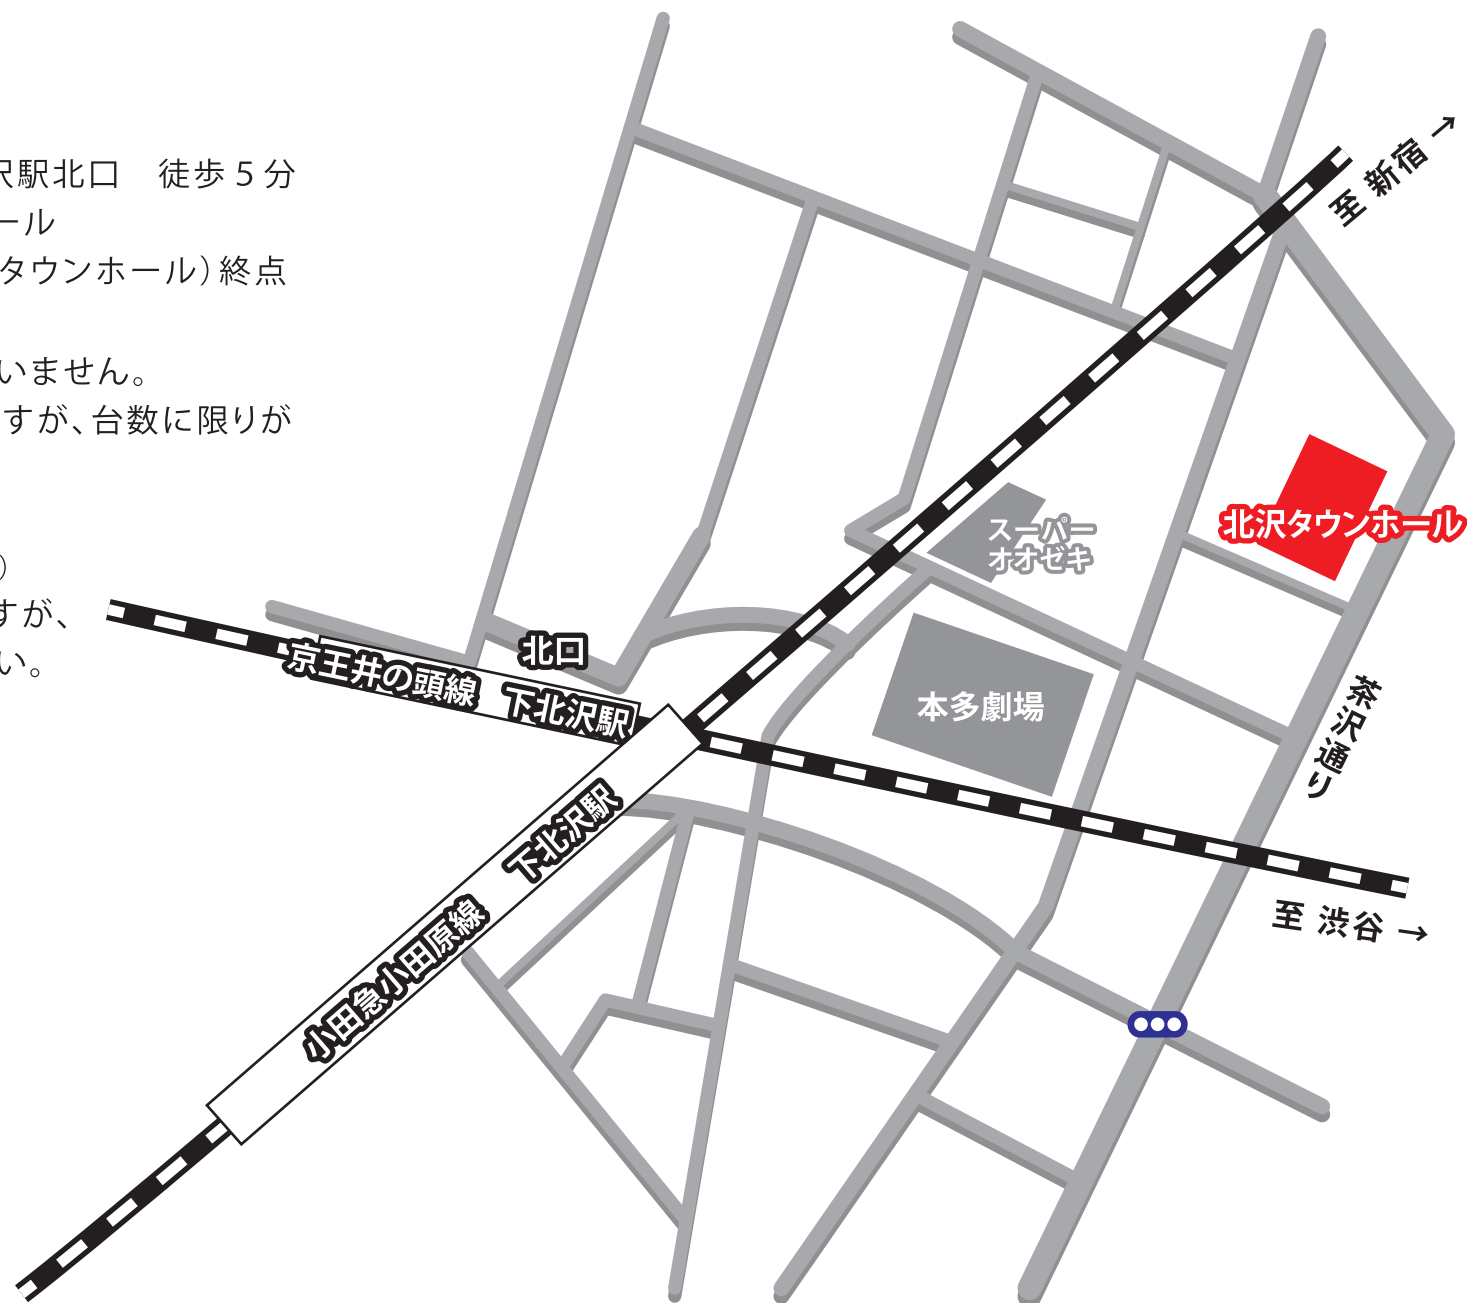 沢駅北口　徒歩 5 分
ール
タウンホール）終点
いません。
すが、台数に限りが
）
すが、
い。
至 新宿 →
北沢タウンホール
スーパー
オオゼキ
北口
京王井の頭線　下北沢駅
本多劇場
茶沢通り
小田急小田原線　下北沢駅
至 渋谷 →